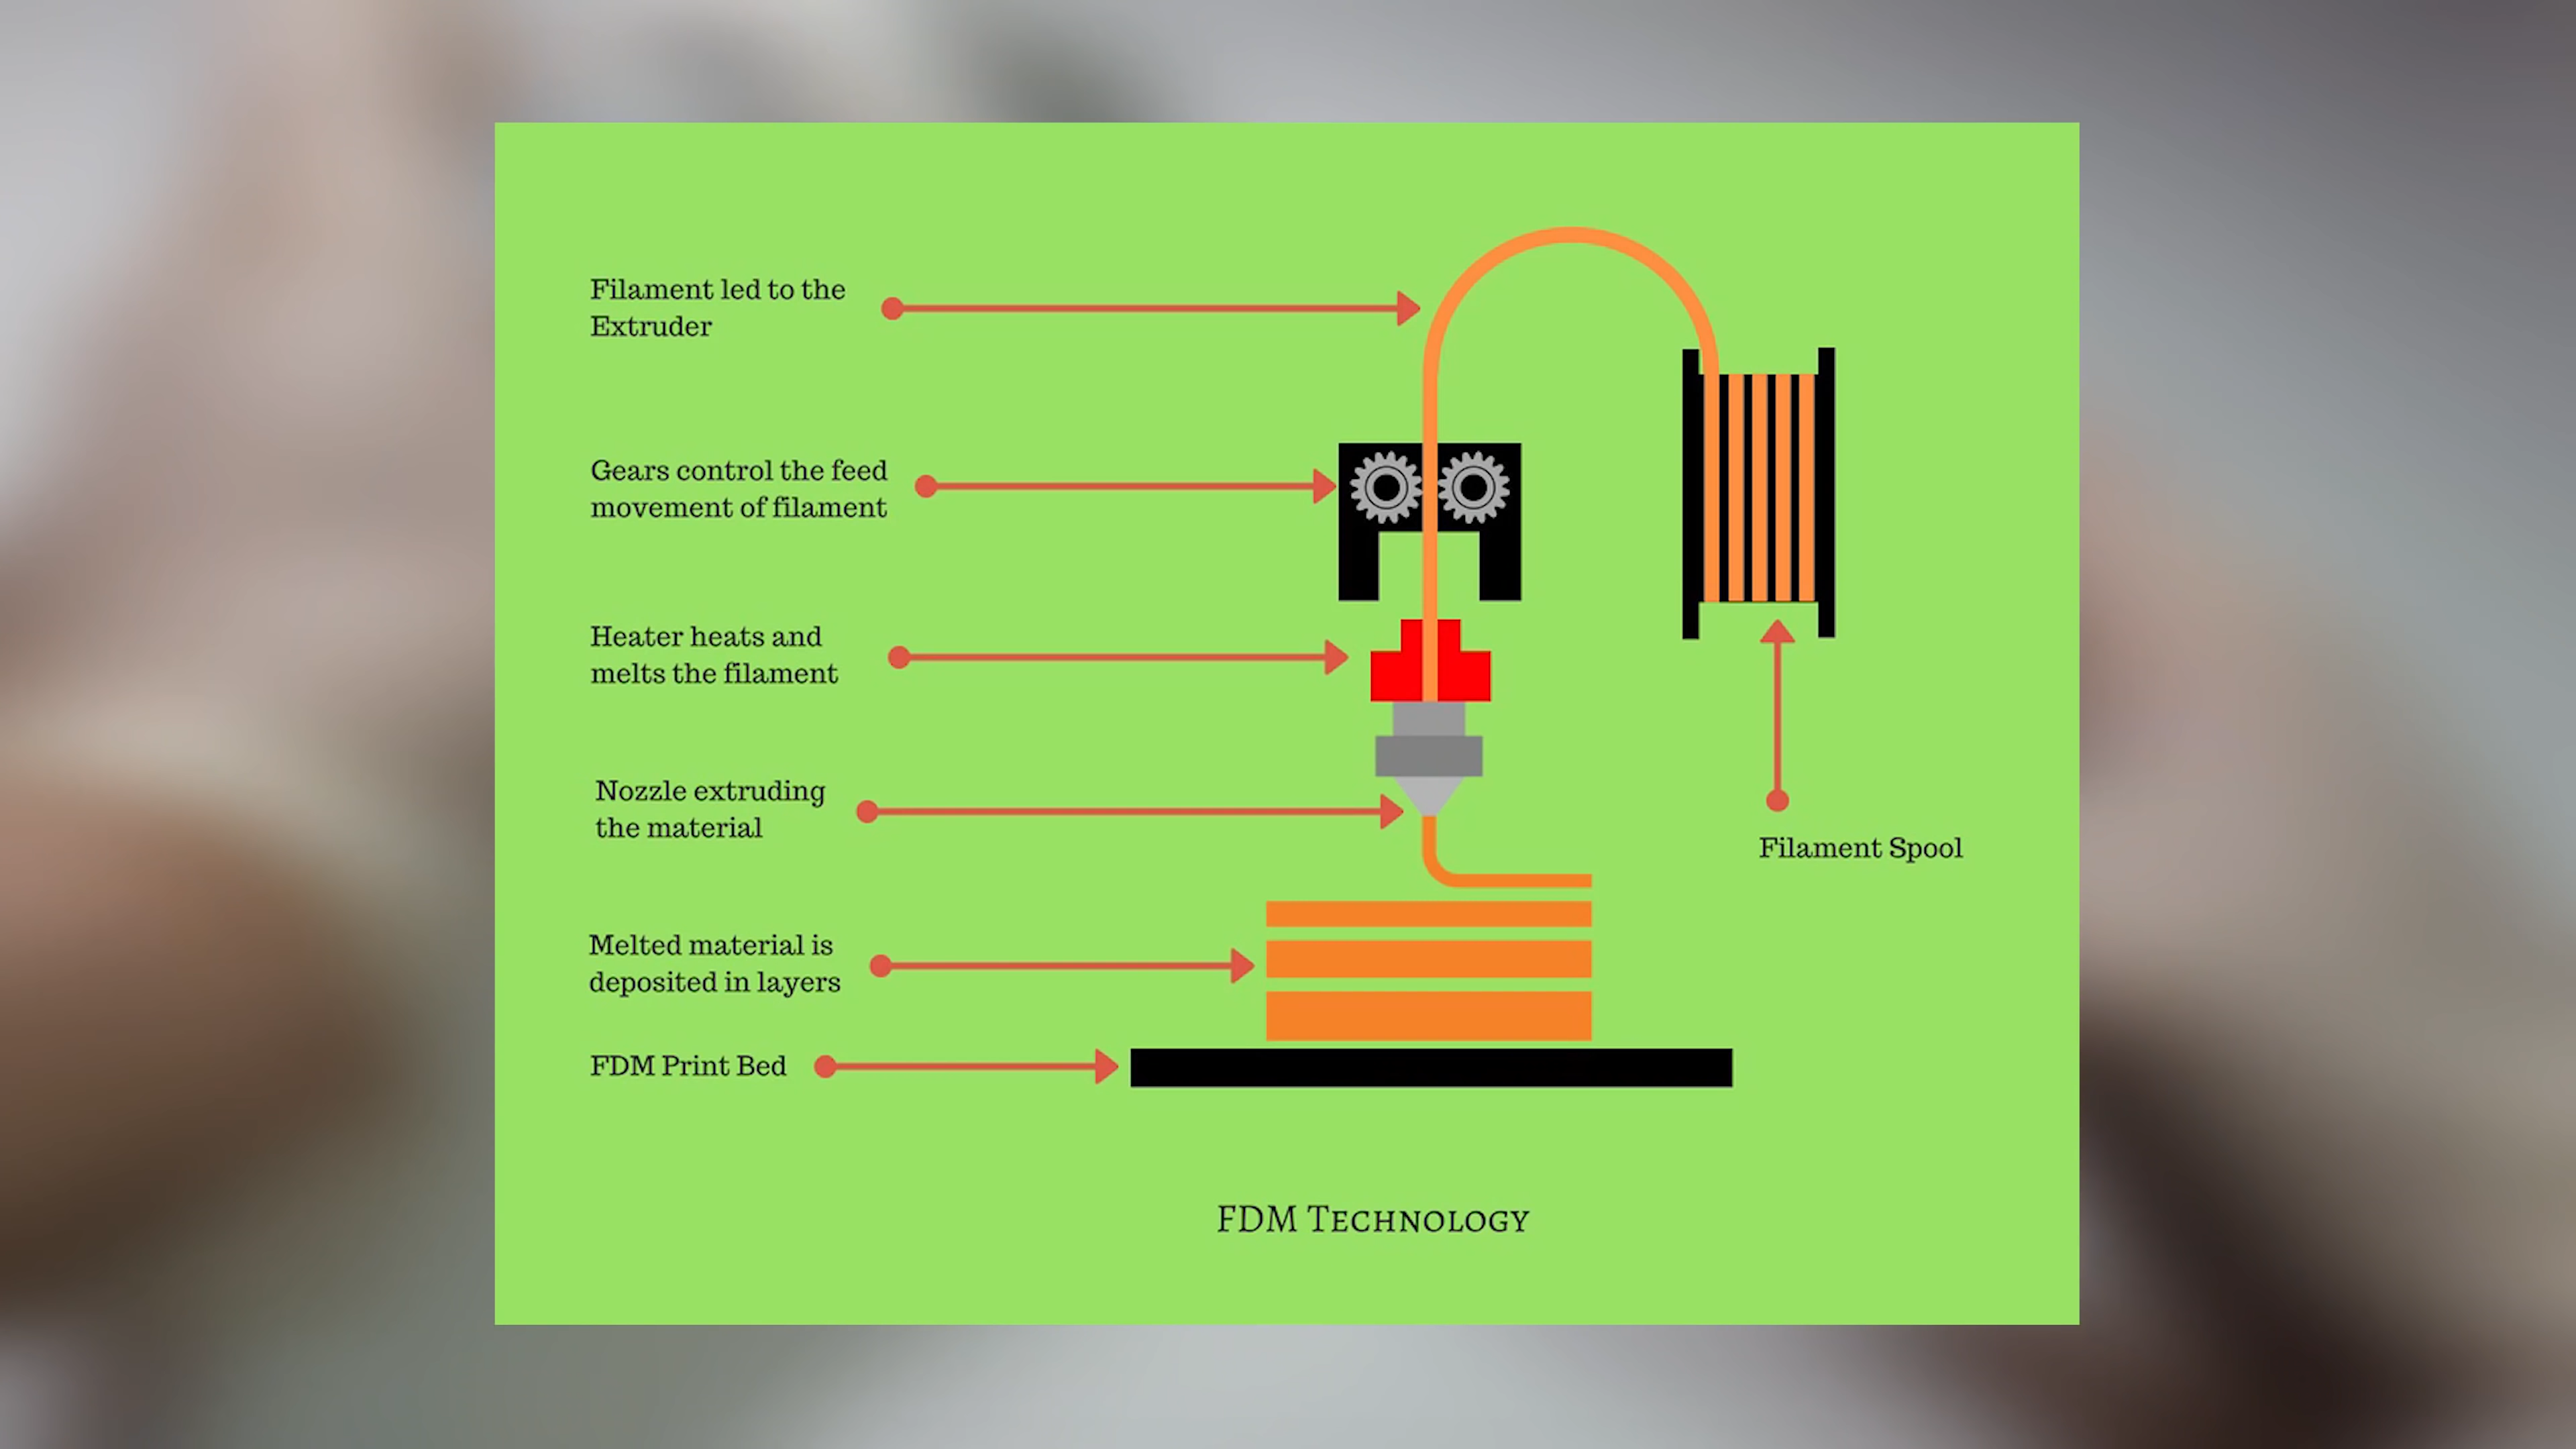 Filament led to the
Extruder
Gears control the feed
movement of filament
Heater heats and
melts the filament
Nozzle extruding
the material
Filament Spool
Melted material is
deposited in layers
FDM Print Bed
FDM Technology